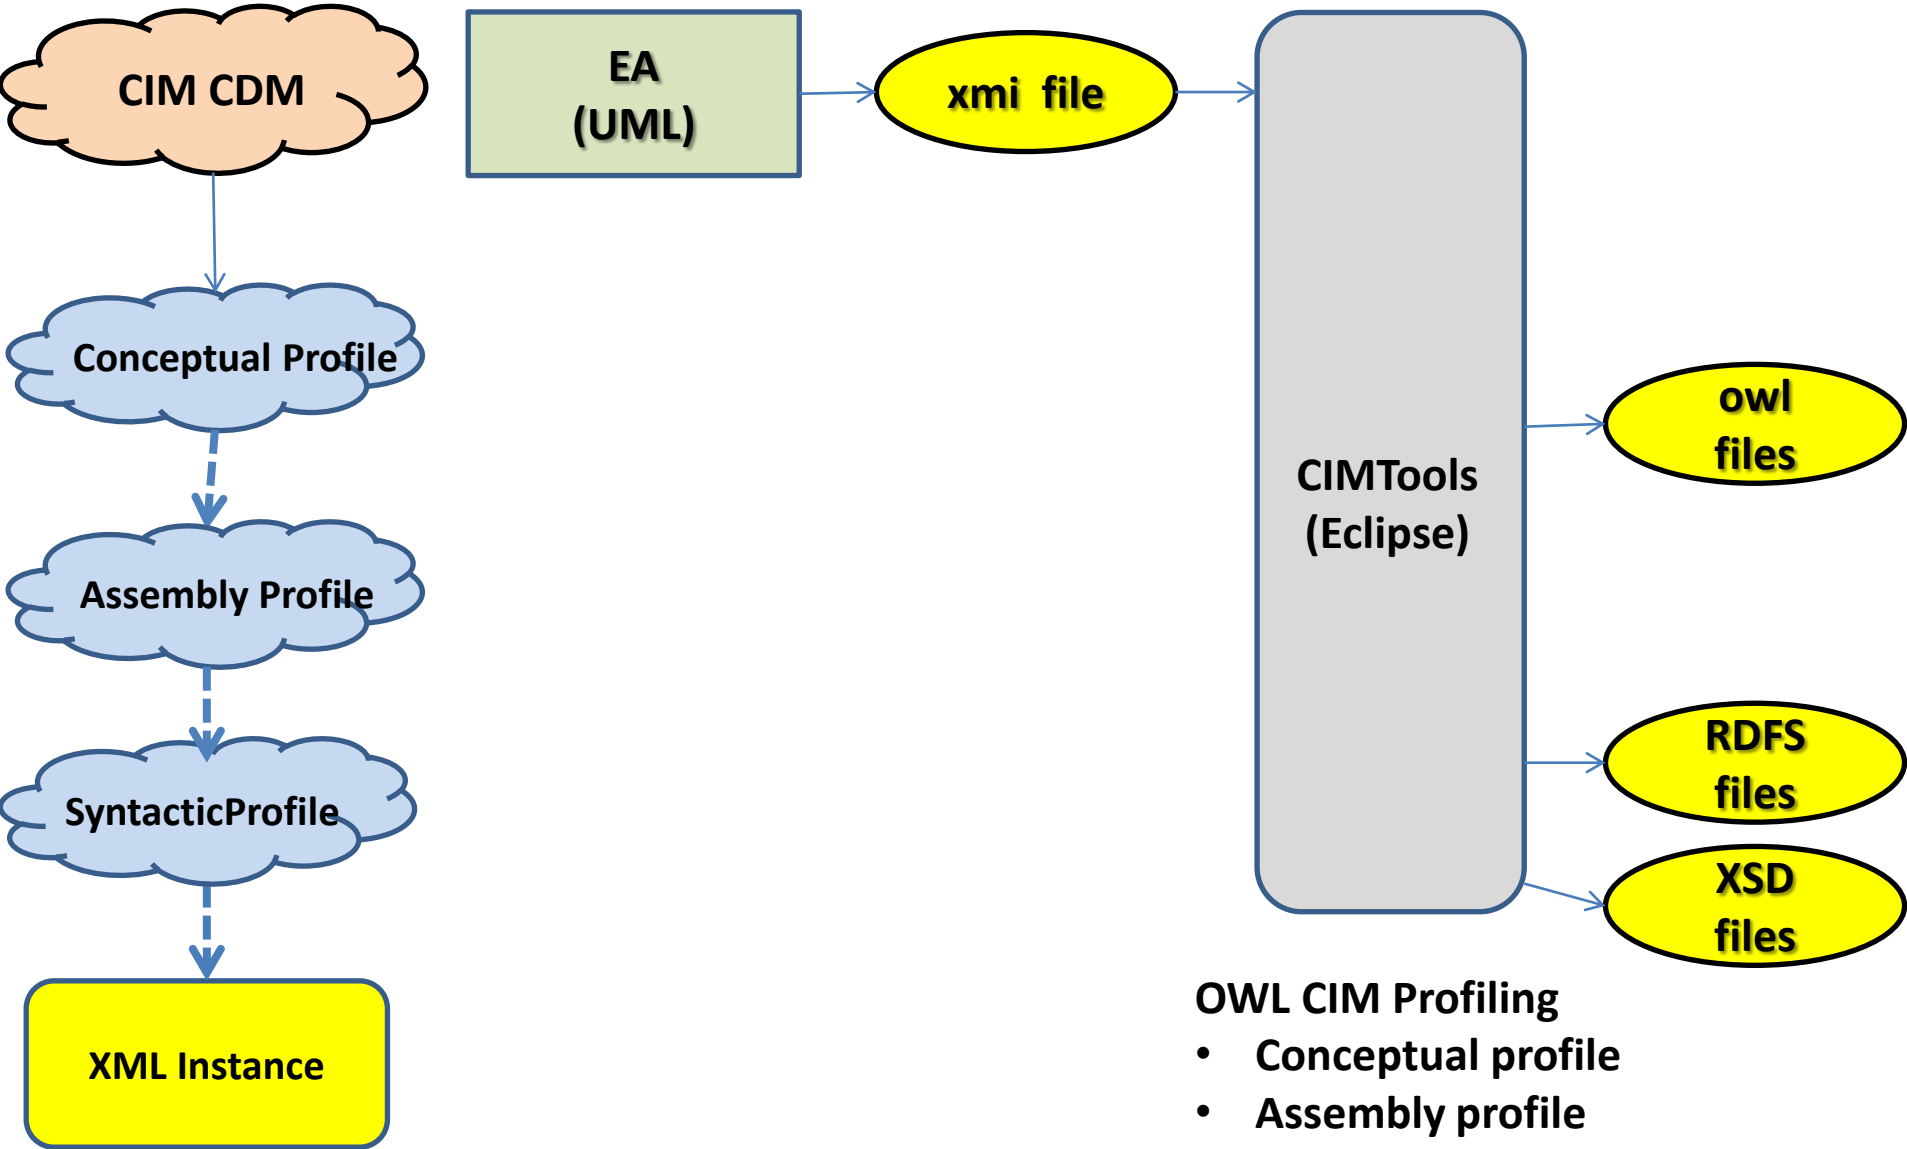 CIM CDM
EA
(UML)
xmi file
Conceptual Profile
owl
files
CIMTools
(Eclipse)
Assembly Profile
RDFS
files
SyntacticProfile
XSD
files
XML Instance
OWL CIM Profiling
• Conceptual profile
• Assembly profile